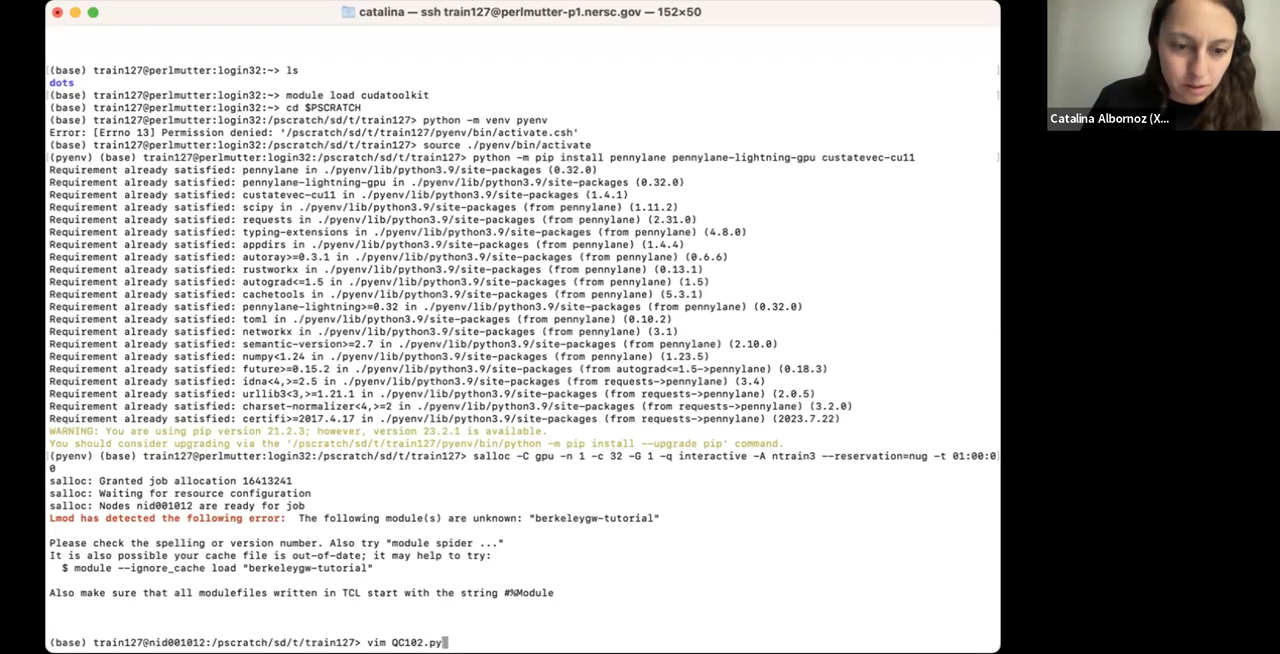 catalina — ssh train127@perlmutter-p1.nersc.gov — 152×50
(base) train127@perlmutter:login32:~> ls
dots
(base) train127@perlmutter:login32:~> module load cudatoolkit
(base) train127@perlmutter:login32:~> cd $PSCRATCH
(base) train127@perlmutter:login32:/pscratch/sd/t/train127> python -m venv pyenv
Error: [Errno 13] Permission denied: '/pscratch/sd/t/train127/pyenv/bin/activate.csh'
(base) train127@perlmutter:login32:/pscratch/sd/t/train127> source ./pyenv/bin/activate
(pyenv) (base) train127@perlmutter:login32:/pscratch/sd/t/train127> python -m pip install pennylane pennylane-lightning-gpu custatevec-cu11
Requirement already satisfied: pennylane in ./pyenv/lib/python3.9/site-packages (0.32.0)
Requirement already satisfied: pennylane-lightning-gpu in ./pyenv/lib/python3.9/site-packages (0.32.0)
Requirement already satisfied: custatevec-cu11 in ./pyenv/lib/python3.9/site-packages (1.4.1)
Requirement already satisfied: scipy in ./pyenv/lib/python3.9/site-packages (from pennylane) (1.11.2)
Requirement already satisfied: requests in ./pyenv/lib/python3.9/site-packages (from pennylane) (2.31.0)
Requirement already satisfied: typing-extensions in ./pyenv/lib/python3.9/site-packages (from pennylane) (4.8.0)
Requirement already satisfied: appdirs in ./pyenv/lib/python3.9/site-packages (from pennylane) (1.4.4)
Requirement already satisfied: autoray>=0.3.1 in ./pyenv/lib/python3.9/site-packages (from pennylane) (0.6.6)
Requirement already satisfied: rustworkx in ./pyenv/lib/python3.9/site-packages (from pennylane) (0.13.1)
Requirement already satisfied: autograd<=1.5 in ./pyenv/lib/python3.9/site-packages (from pennylane) (1.5)
Requirement already satisfied: cachetools in ./pyenv/lib/python3.9/site-packages (from pennylane) (5.3.1)
Requirement already satisfied: pennylane-lightning>=0.32 in ./pyenv/lib/python3.9/site-packages (from pennylane) (0.32.0)
Requirement already satisfied: toml in ./pyenv/lib/python3.9/site-packages (from pennylane) (0.10.2)
Requirement already satisfied: networkx in ./pyenv/lib/python3.9/site-packages (from pennylane) (3.1)
Requirement already satisfied: semantic-version>=2.7 in ./pyenv/lib/python3.9/site-packages (from pennylane) (2.10.0)
Requirement already satisfied: numpy<1.24 in ./pyenv/lib/python3.9/site-packages (from pennylane) (1.23.5)
Requirement already satisfied: future>=0.15.2 in ./pyenv/lib/python3.9/site-packages (from autograd<=1.5->pennylane) (0.18.3)
Requirement already satisfied: idna<4,>=2.5 in ./pyenv/lib/python3.9/site-packages (from requests->pennylane) (3.4)
Requirement already satisfied: urllib3<3,>=1.21.1 in ./pyenv/lib/python3.9/site-packages (from requests->pennylane) (2.0.5)
Requirement already satisfied: charset-normalizer<4,>=2 in ./pyenv/lib/python3.9/site-packages (from requests->pennylane) (3.2.0)
Requirement already satisfied: certifi>=2017.4.17 in ./pyenv/lib/python3.9/site-packages (from requests->pennylane) (2023.7.22)
WARNING: You are using pip version 21.2.3; however, version 23.2.1 is available.
You should consider upgrading via the '/pscratch/sd/t/train127/pyenv/bin/python -m pip install --upgrade pip' command.
(pyenv) (base) train127@perlmutter:login32:/pscratch/sd/t/train127> salloc -C gpu -n 1 -c 32 -G 1 -q interactive -A ntrain3 --reservation=nug -t 01:00:0
0
salloc: Granted job allocation 16413241
salloc: Waiting for resource configuration
salloc: Nodes nid001012 are ready for job
Lmod has detected the following error:  The following module(s) are unknown: "berkeleygw-tutorial"
Please check the spelling or version number. Also try "module spider ..."
It is also possible your cache file is out-of-date; it may help to try:
  $ module --ignore_cache load "berkeleygw-tutorial"
Also make sure that all modulefiles written in TCL start with the string #%Module
(base) train127@nid001012:/pscratch/sd/t/train127> vim QC102.py
Catalina Albornoz (X...